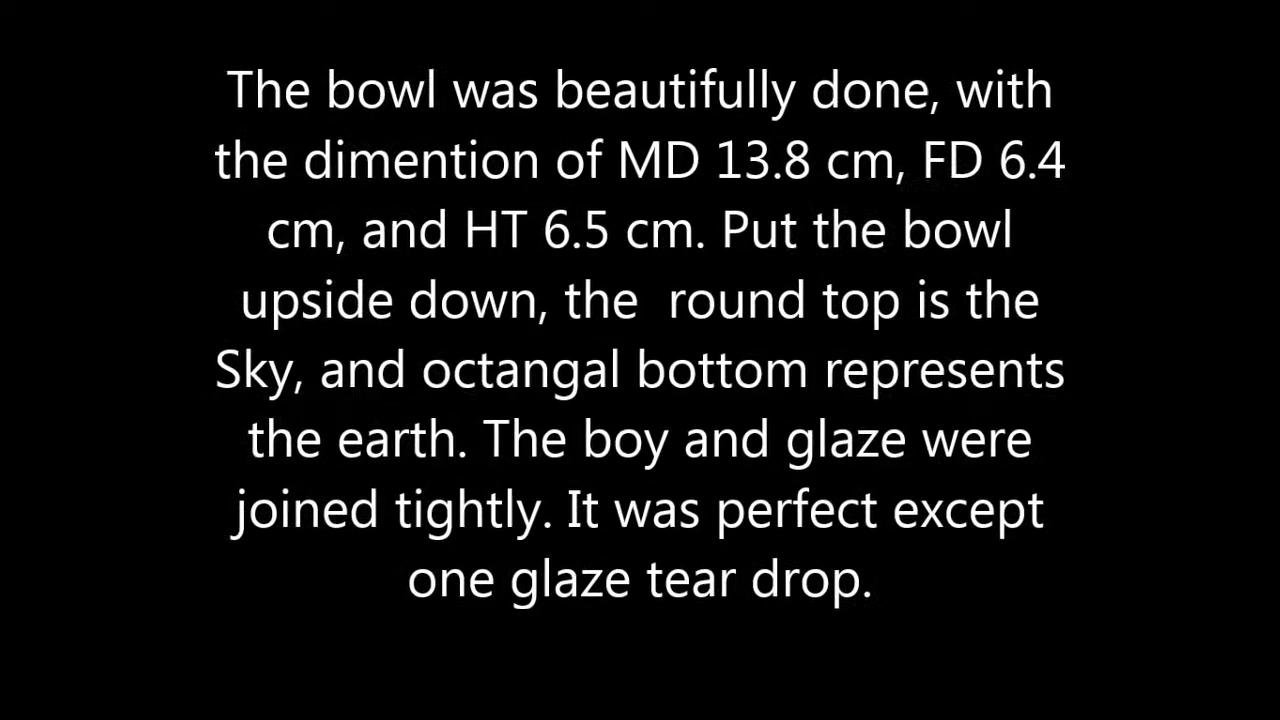 The bowl was beautifully done, with
the dimention of MD 13.8 cm, FD 6.4
cm, and HT 6.5 cm. Put the bowl
upside down, the  round top is the
Sky, and octangal bottom represents
the earth. The boy and glaze were
joined tightly. It was perfect except
one glaze tear drop.